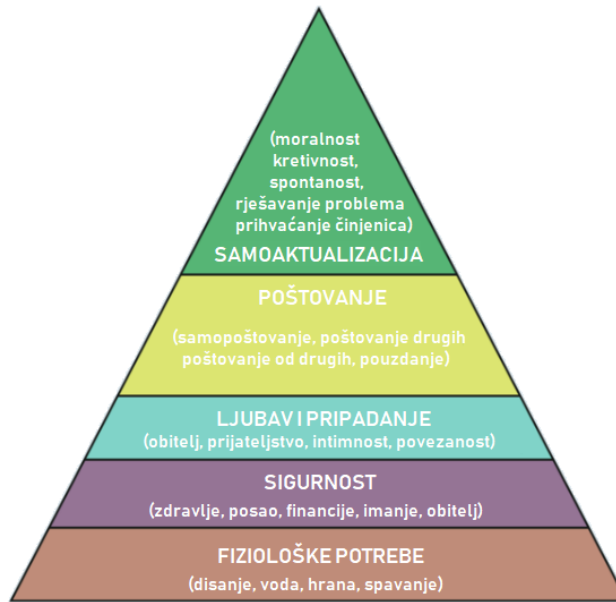 (moralnost
kretivnost,
spontanost,
rješavanje problema
prihvaćanje činjenica)
SAMOAKTUALIZACIJA
POŠTOVANJE
(samopoštovanje, poštovanje drugih
poštovanje od drugih, pouzdanje)
LJUBAV I PRIPADANJE
(obitelj, prijateljstvo, intimnost, povezanost)
SIGURNOST
(zdravlje, posao, financije, imanje, obitelj)
FIZIOLOŠKE POTREBE
(disanje, voda, hrana, spavanje)